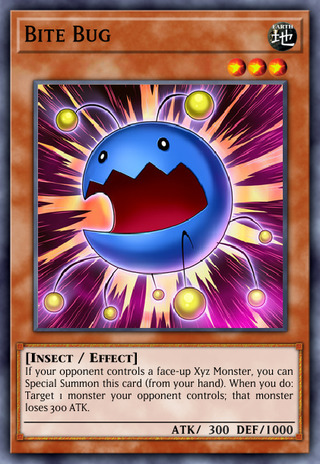 Bite Bug
EARTH
地
[Insect / Effect]
If your opponent controls a face-up Xyz Monster, you can
Special Summon this card (from your hand). When you do:
Target 1 monster your opponent controls; that monster
loses 300 ATK.
ATK/ 300 DEF/1000